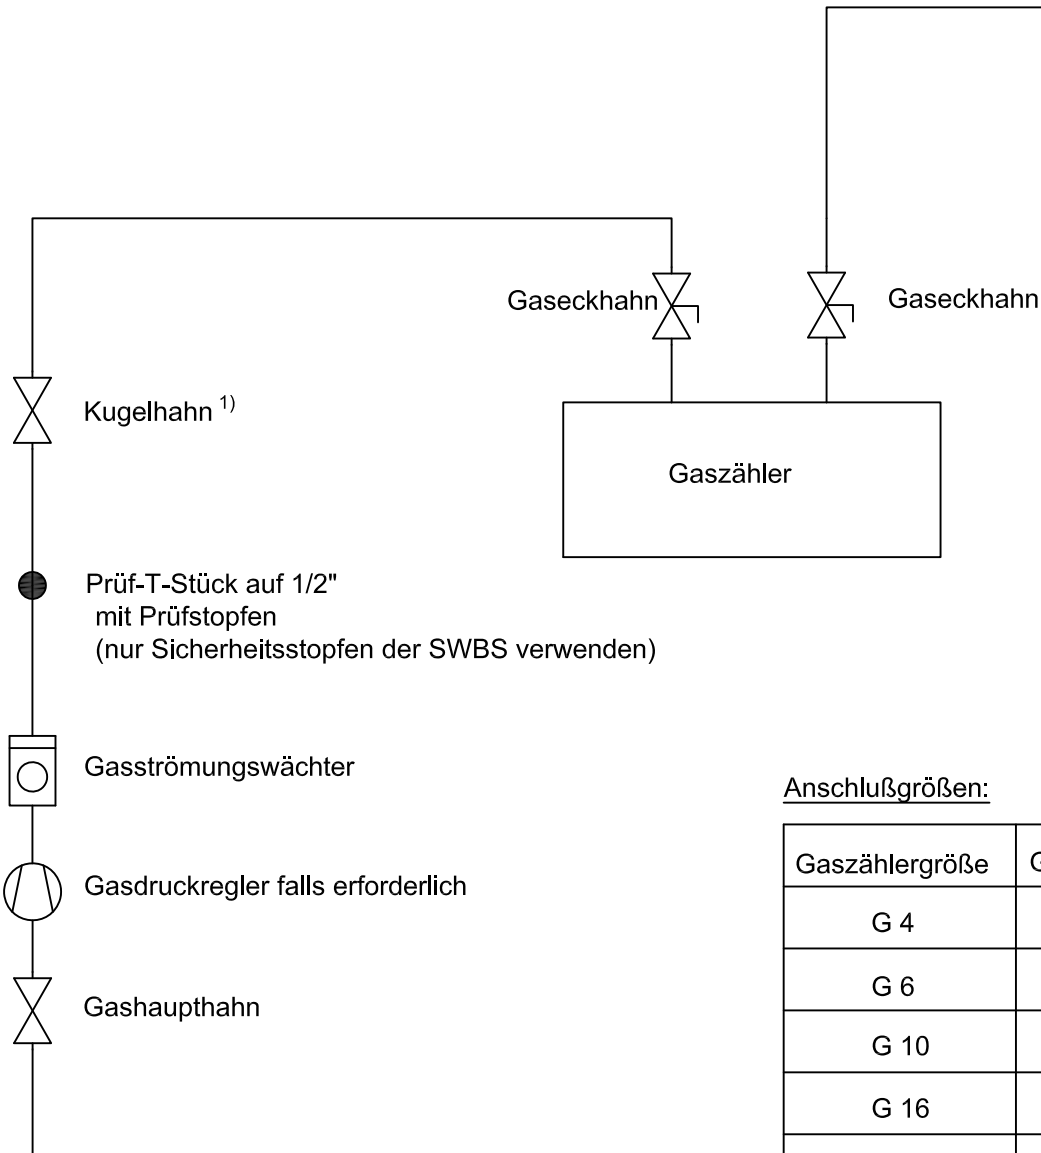 Gaseckhahn
Gaseckhahn
Kugelhahn 1)
Gaszähler
Prüf-T-Stück auf 1/2"
mit Prüfstopfen
(nur Sicherheitsstopfen der SWBS verwenden)
Gasströmungswächter
Gasdruckregler falls erforderlich
Gashaupthahn
Anschlußgrößen:
Gaszählergröße
G 4
G 6
G 10
G 16